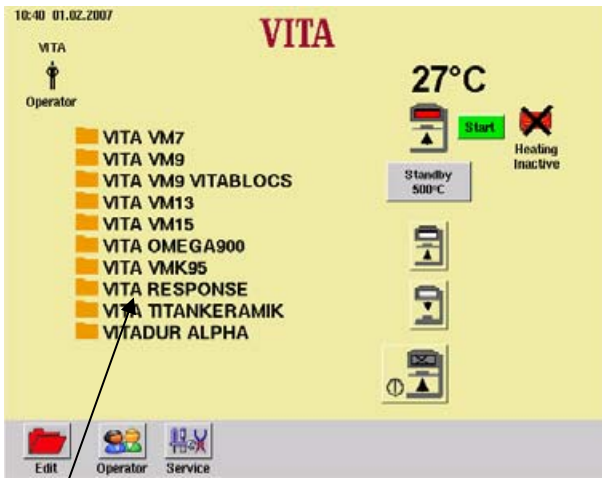 10:40 01.02.2007
VITA
VITA
Operator
27°C
Start
Heating
Inactive
Standby
500°C
VITA VM7
VITA VM9
VITA VM9 VITABLOCS
VITA VM13
VITA VM15
VITA OMEGA900
VITA VMK95
VITA RESPONSE
VITA TITANKERAMIK
VITADUR ALPHA
Edit
Operator
Service